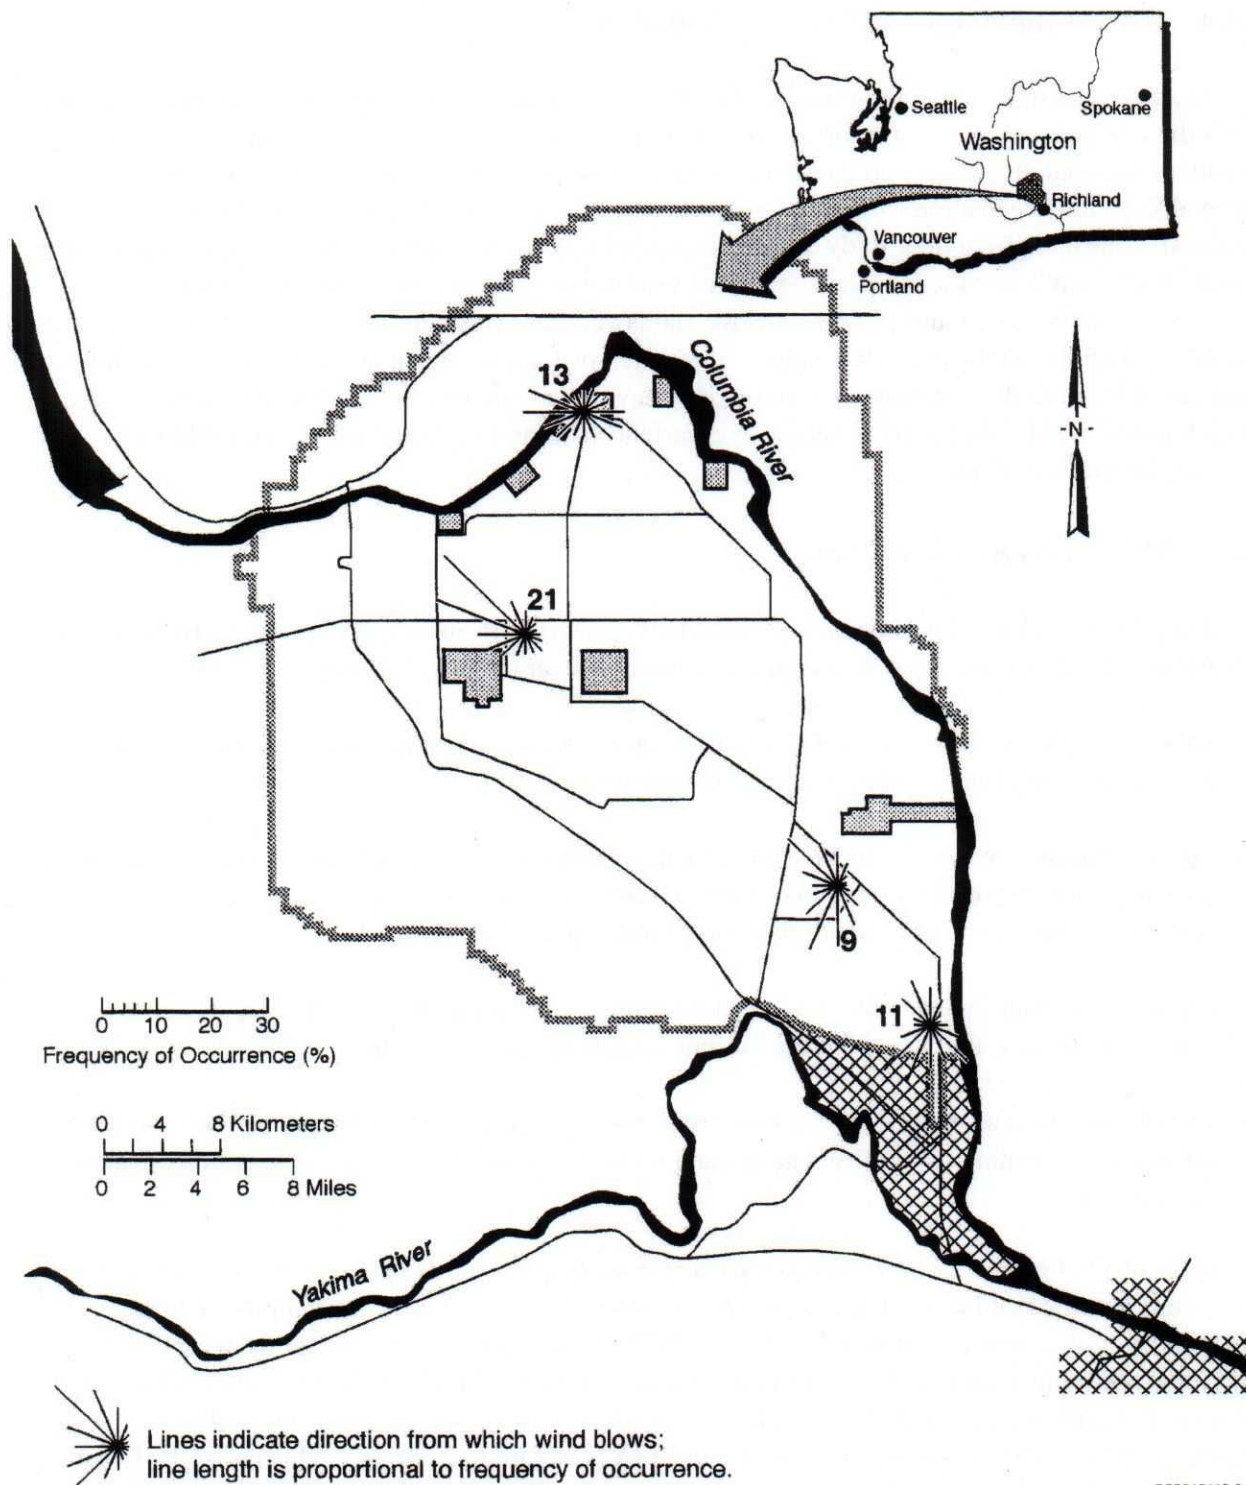 Seattle
Spokane
Washington
Richland
Vancouver
Portland
Columbia River
13
-N-
21
9
11
0 10 20 30
Frequency of Occurrence (%)
0 4 8 Kilometers
0 2 4 6 8 Miles
Yakima River
Lines indicate direction from which wind blows;
line length is proportional to frequency of occurrence.